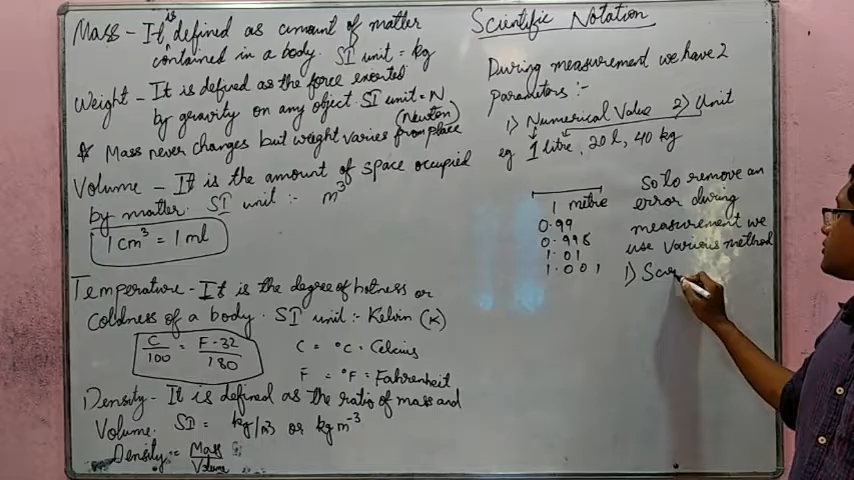 Mass - It is defined as amount of matter
contained in a body. SI unit = kg
Weight - It is defined as the force exerted
by gravity on any object. SI unit = N
(Newton)
* Mass never changes but weight varies from place
Volume - It is the amount of space occupied
by matter. SI unit :- m³
1 cm³ = 1 ml
Temperature - It is the degree of hotness or
coldness of a body. SI unit :- Kelvin (K)
C/100 = F-32/180
C = °C = Celcius
F = °F = Fahrenheit
Density - It is defined as the ratio of mass and
Volume. SI = kg/m³ or kg m⁻³
Density = Mass/Volume
Scientific Notation
During measurement we have 2
parameters :-
1) Numerical Value 2) Unit
eg 1 litre, 20 l, 40 kg
1 metre
0.99
0.998
1.01
1.001
So to remove an
error during
measurement we
use various method
1) Sc